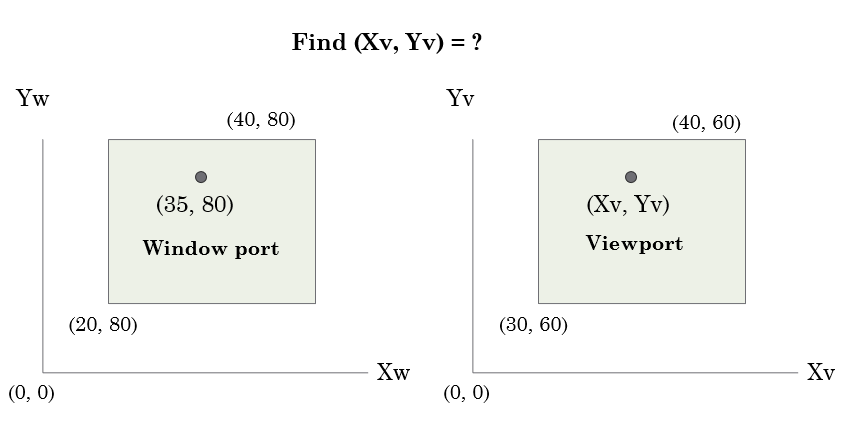 Find (Xv, Yv) = ?
Yw
(40, 80)
(35, 80)
Window port
(20, 80)
Xw
(0, 0)
Yv
(40, 60)
(Xv, Yv)
Viewport
(30, 60)
Xv
(0, 0)